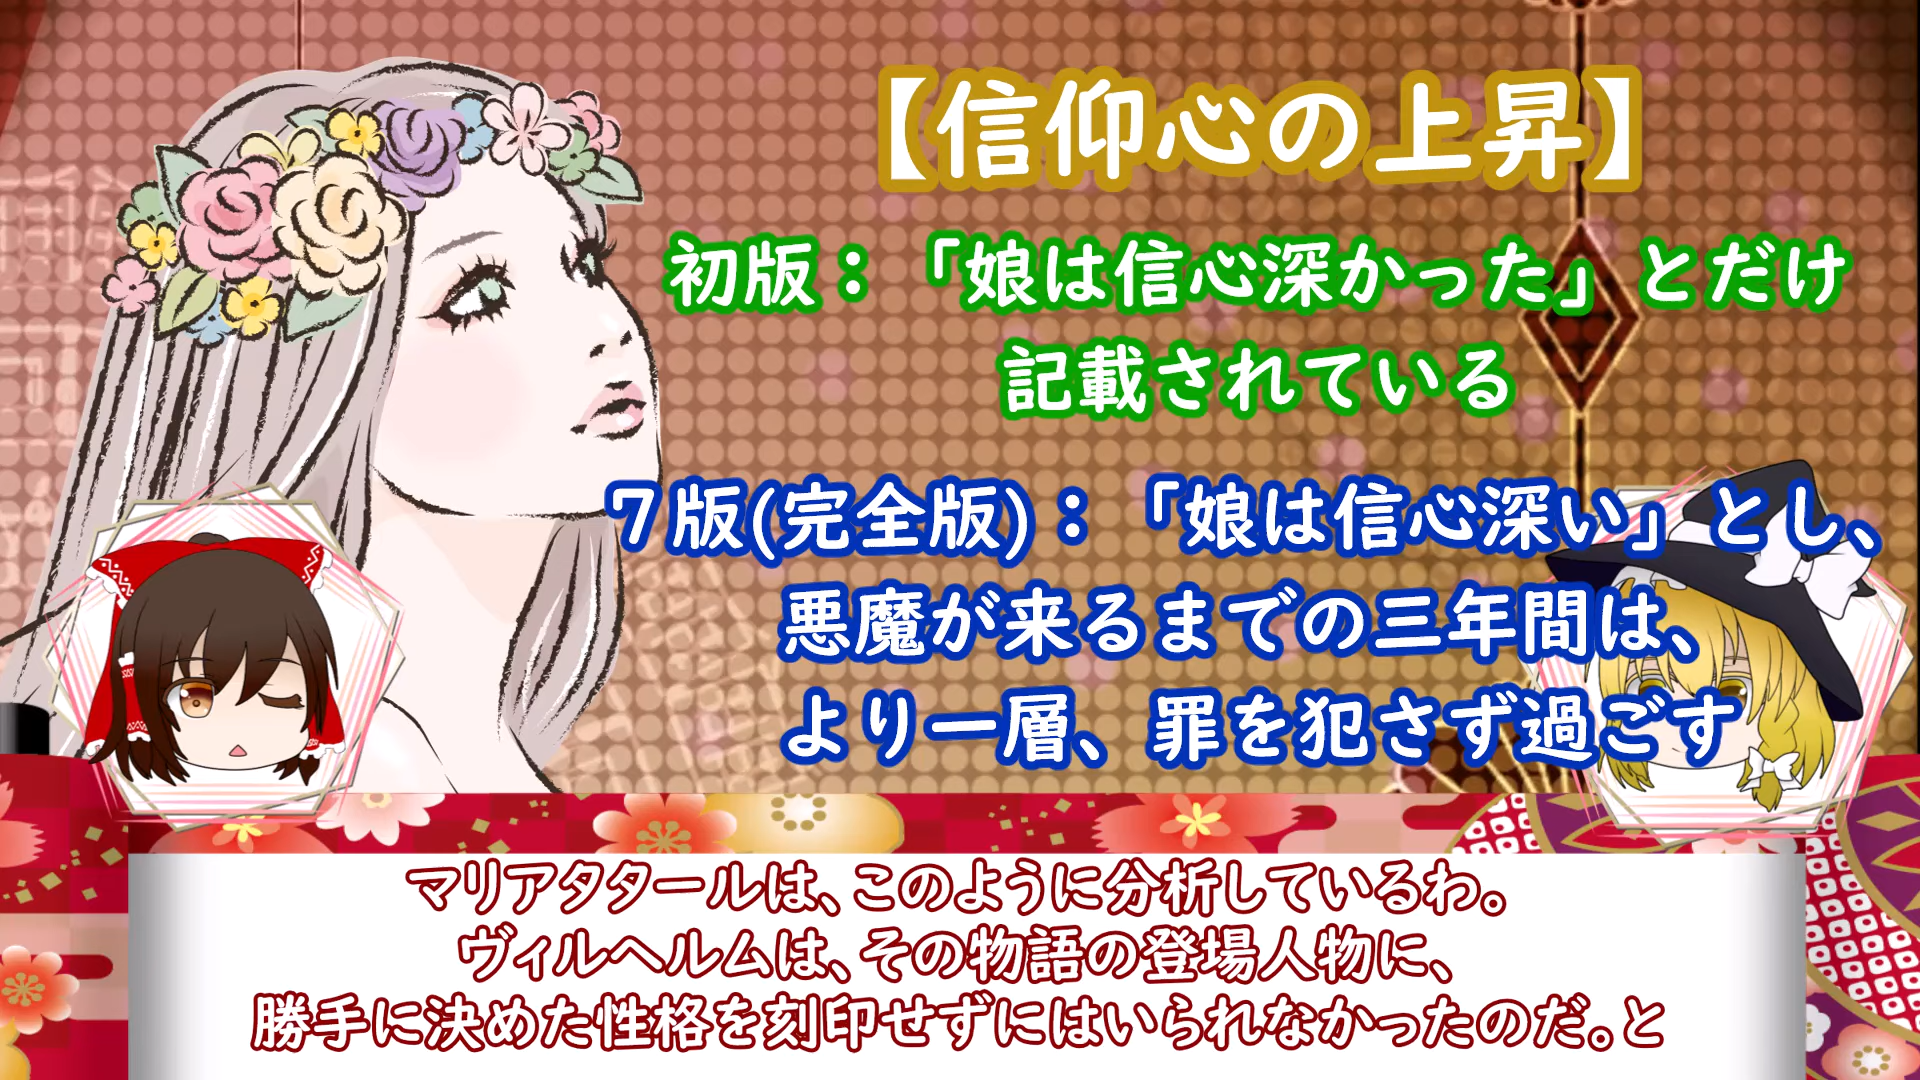 【信仰心の上昇】
初版：「娘は信心深かった」とだけ
記載されている
７版(完全版)：「娘は信心深い」とし、
悪魔が来るまでの三年間は、
より一層、罪を犯さず過ごす
マリアタタールは、このように分析しているわ。
ヴィルヘルムは、その物語の登場人物に、
勝手に決めた性格を刻印せずにはいられなかったのだ。と